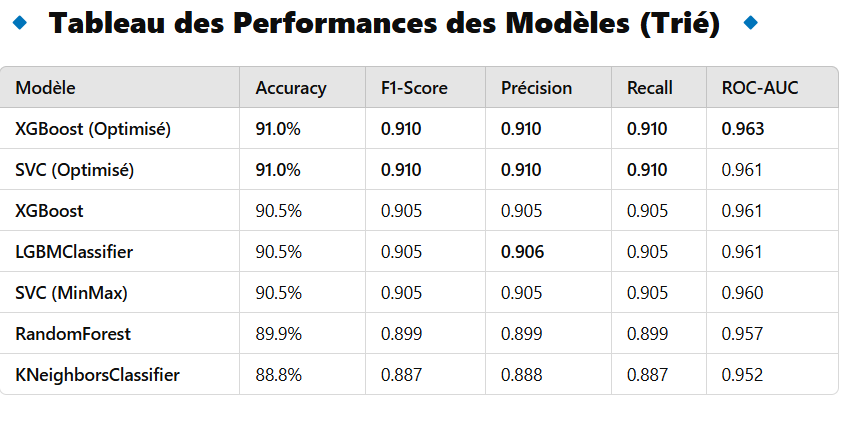 Tableau des Performances des Modèles (Trié)
Modèle Accuracy F1-Score Précision Recall ROC-AUC
XGBoost (Optimisé) 91.0% 0.910 0.910 0.910 0.963
SVC (Optimisé) 91.0% 0.910 0.910 0.910 0.961
XGBoost 90.5% 0.905 0.905 0.905 0.961
LGBMClassifier 90.5% 0.905 0.906 0.905 0.961
SVC (MinMax) 90.5% 0.905 0.905 0.905 0.960
RandomForest 89.9% 0.899 0.899 0.899 0.957
KNeighborsClassifier 88.8% 0.887 0.888 0.887 0.952